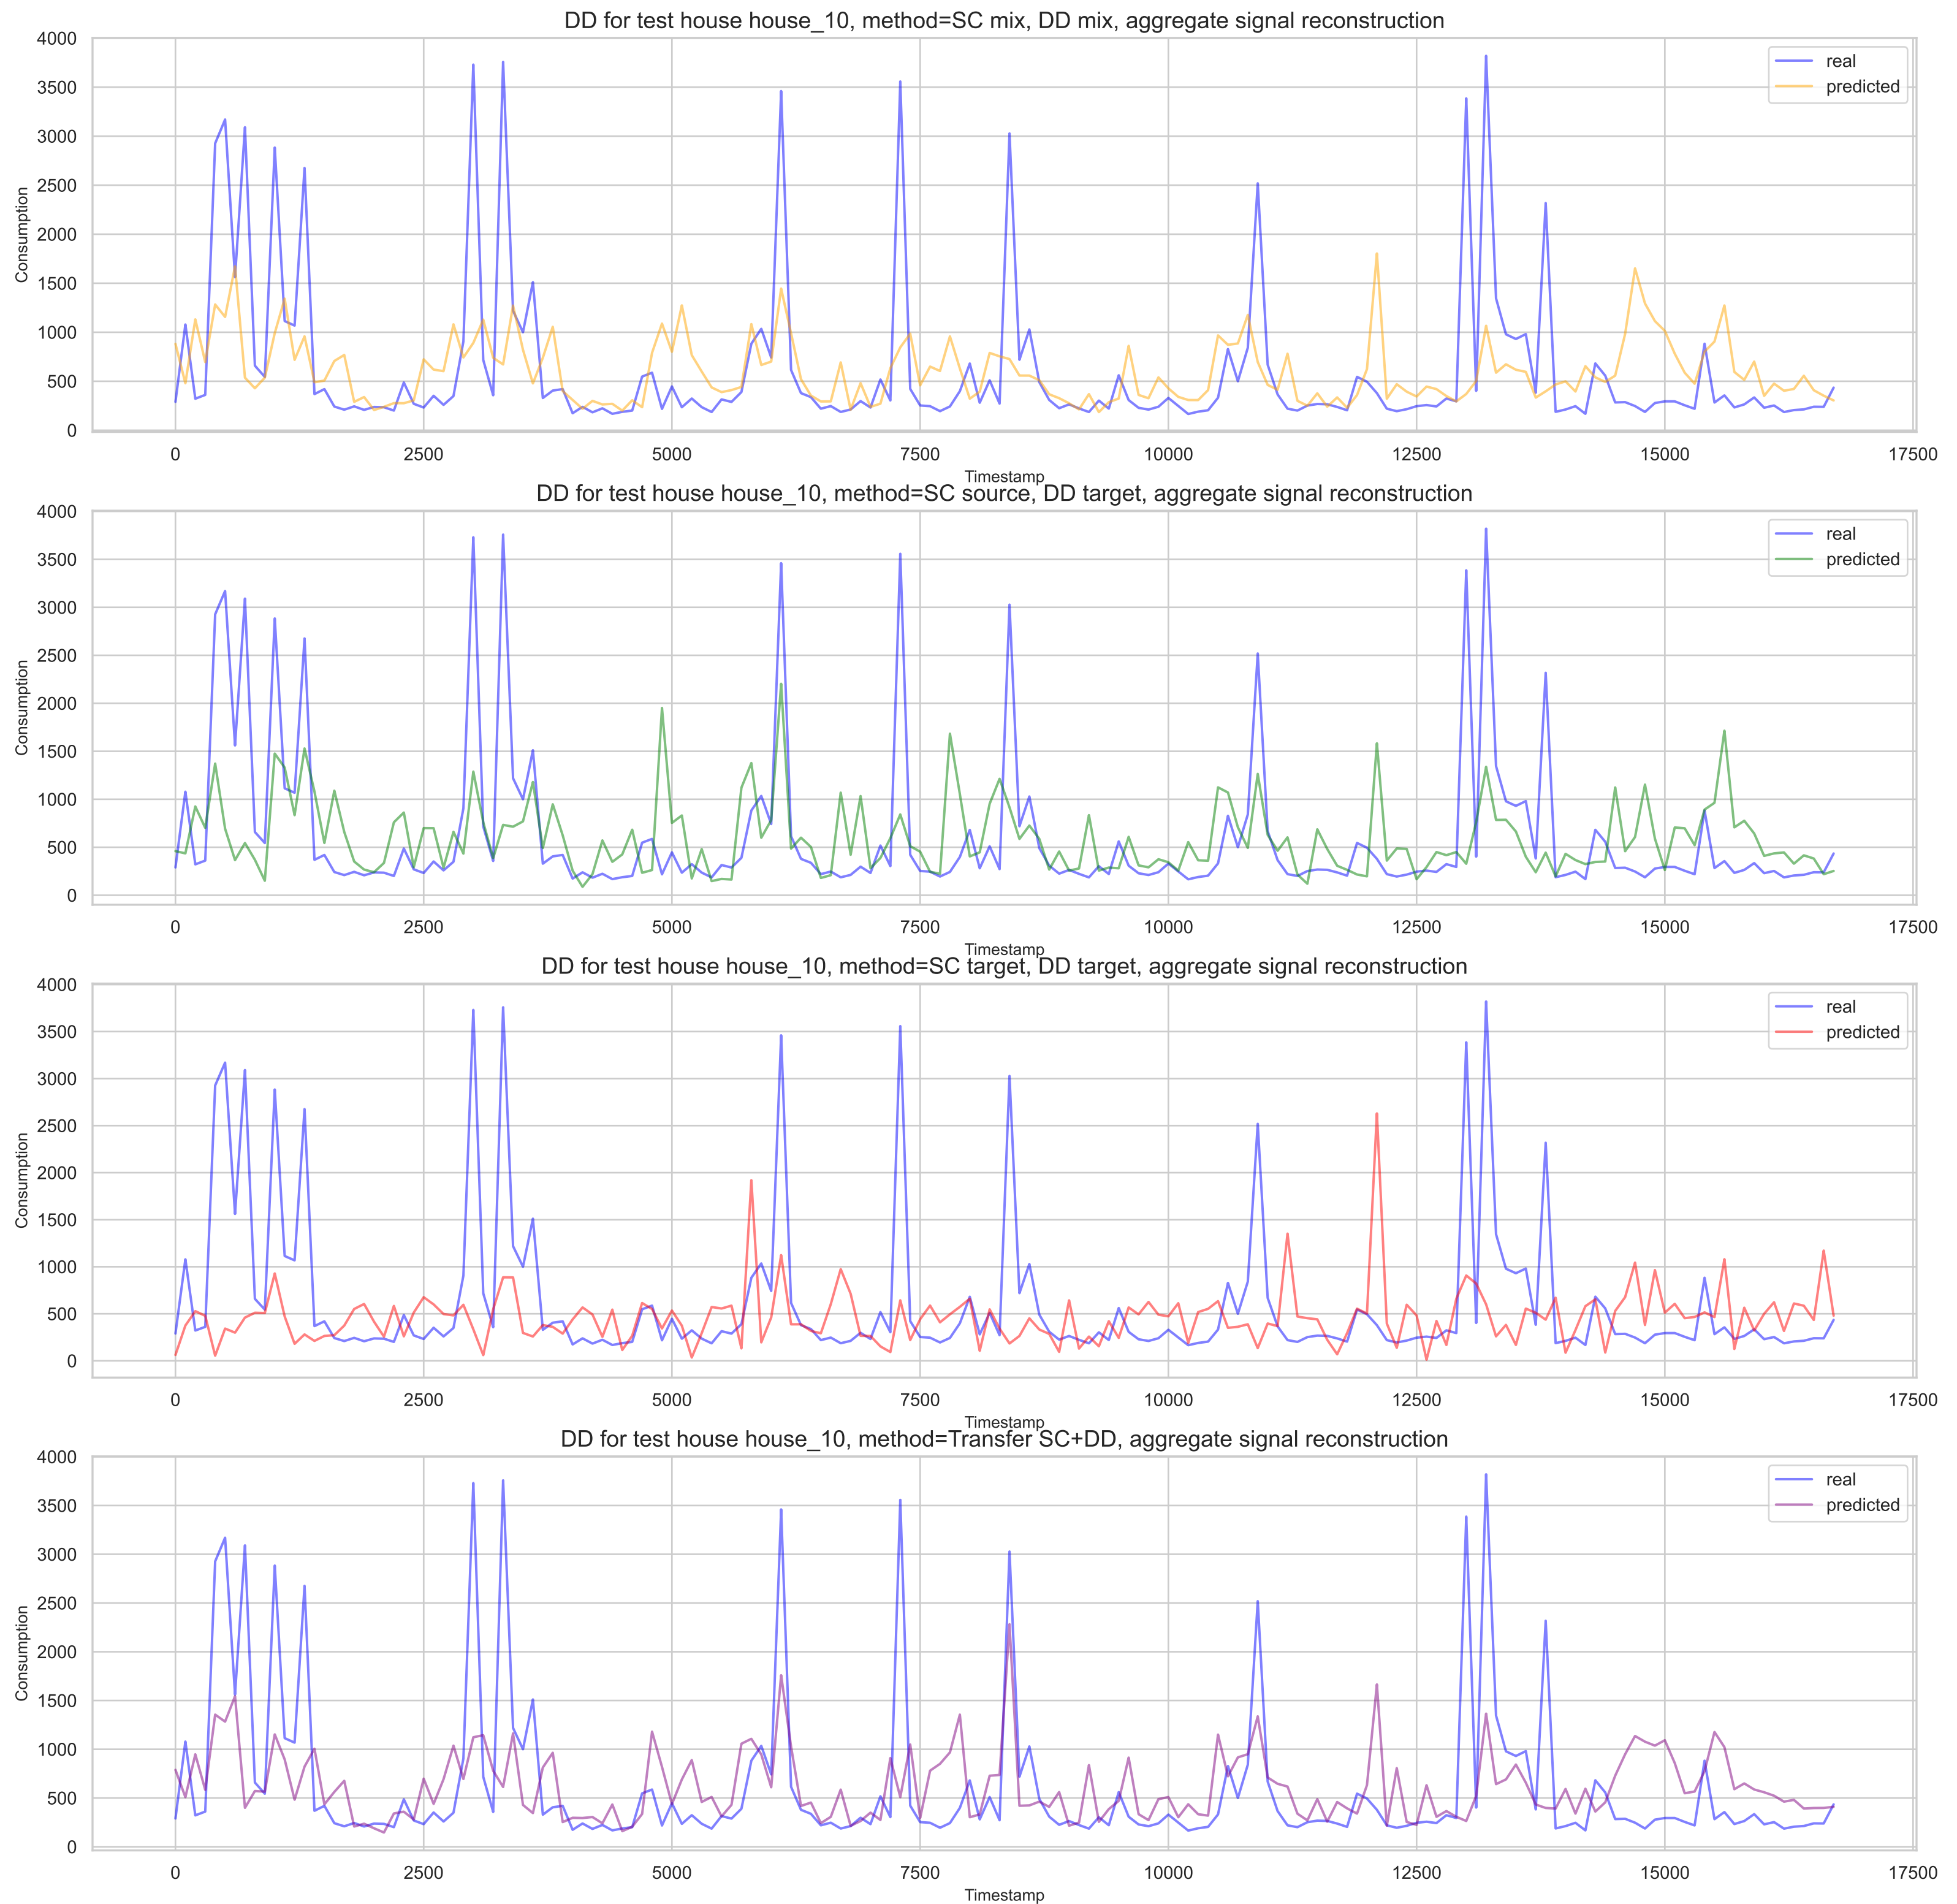 DD for test house house_10, method=SC mix, DD mix, aggregate signal reconstruction
4000
3500
3000
2500
2000
1500
1000
500
0
Consumption
real
predicted
0 2500 5000 7500 10000 12500 15000 17500
Timestamp
DD for test house house_10, method=SC source, DD target, aggregate signal reconstruction
4000
3500
3000
2500
2000
1500
1000
500
0
Consumption
real
predicted
0 2500 5000 7500 10000 12500 15000 17500
Timestamp
DD for test house house_10, method=SC target, DD target, aggregate signal reconstruction
4000
3500
3000
2500
2000
1500
1000
500
0
Consumption
real
predicted
0 2500 5000 7500 10000 12500 15000 17500
Timestamp
DD for test house house_10, method=Transfer SC+DD, aggregate signal reconstruction
4000
3500
3000
2500
2000
1500
1000
500
0
Consumption
real
predicted
0 2500 5000 7500 10000 12500 15000 17500
Timestamp